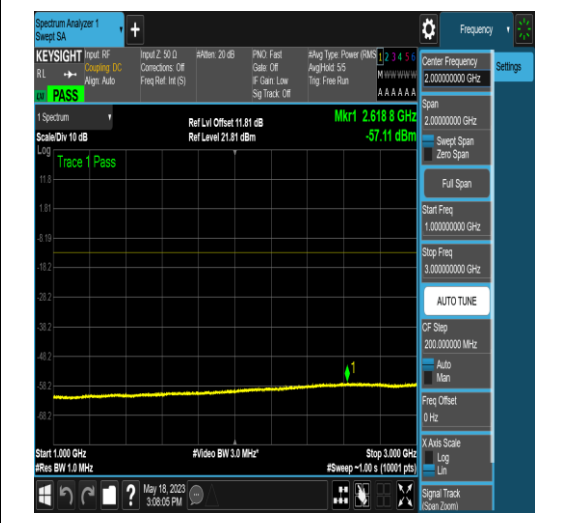 Spectrum Analyzer 1
Swept SA
+
Frequency
KEYSIGHT
RL
PASS
Input: RF
Coupling: DC
Align: Auto
Input Z: 50 Ω
Corrections: Off
Freq Ref: Int (S)
#Atten: 20 dB
PNO: Fast
Gate: Off
IF Gain: Low
Sig Track: Off
#Avg Type: Power (RMS
Avg|Hold: 5/5
Trig: Free Run
1 2 3 4 5 6
M W W W W W
A A A A A A
1 Spectrum
Scale/Div 10 dB
Ref Lvl Offset 11.81 dB
Ref Level 21.81 dBm
Mkr1 2.618 8 GHz
-57.11 dBm
Log
Trace 1 Pass
11.8
1.81
-8.19
-18.2
-28.2
-38.2
-48.2
-58.2
-68.2
1
Start 1.000 GHz
#Res BW 1.0 MHz
#Video BW 3.0 MHz*
Stop 3.000 GHz
#Sweep ~1.00 s (10001 pts)
May 18, 2023
3:08:05 PM
?
Center Frequency
2.000000000 GHz
Settings
Span
2.00000000 GHz
Swept Span
Zero Span
Full Span
Start Freq
1.000000000 GHz
Stop Freq
3.000000000 GHz
AUTO TUNE
CF Step
200.000000 MHz
Auto
Man
Freq Offset
0 Hz
X Axis Scale
Log
Lin
Signal Track
(Span Zoom)